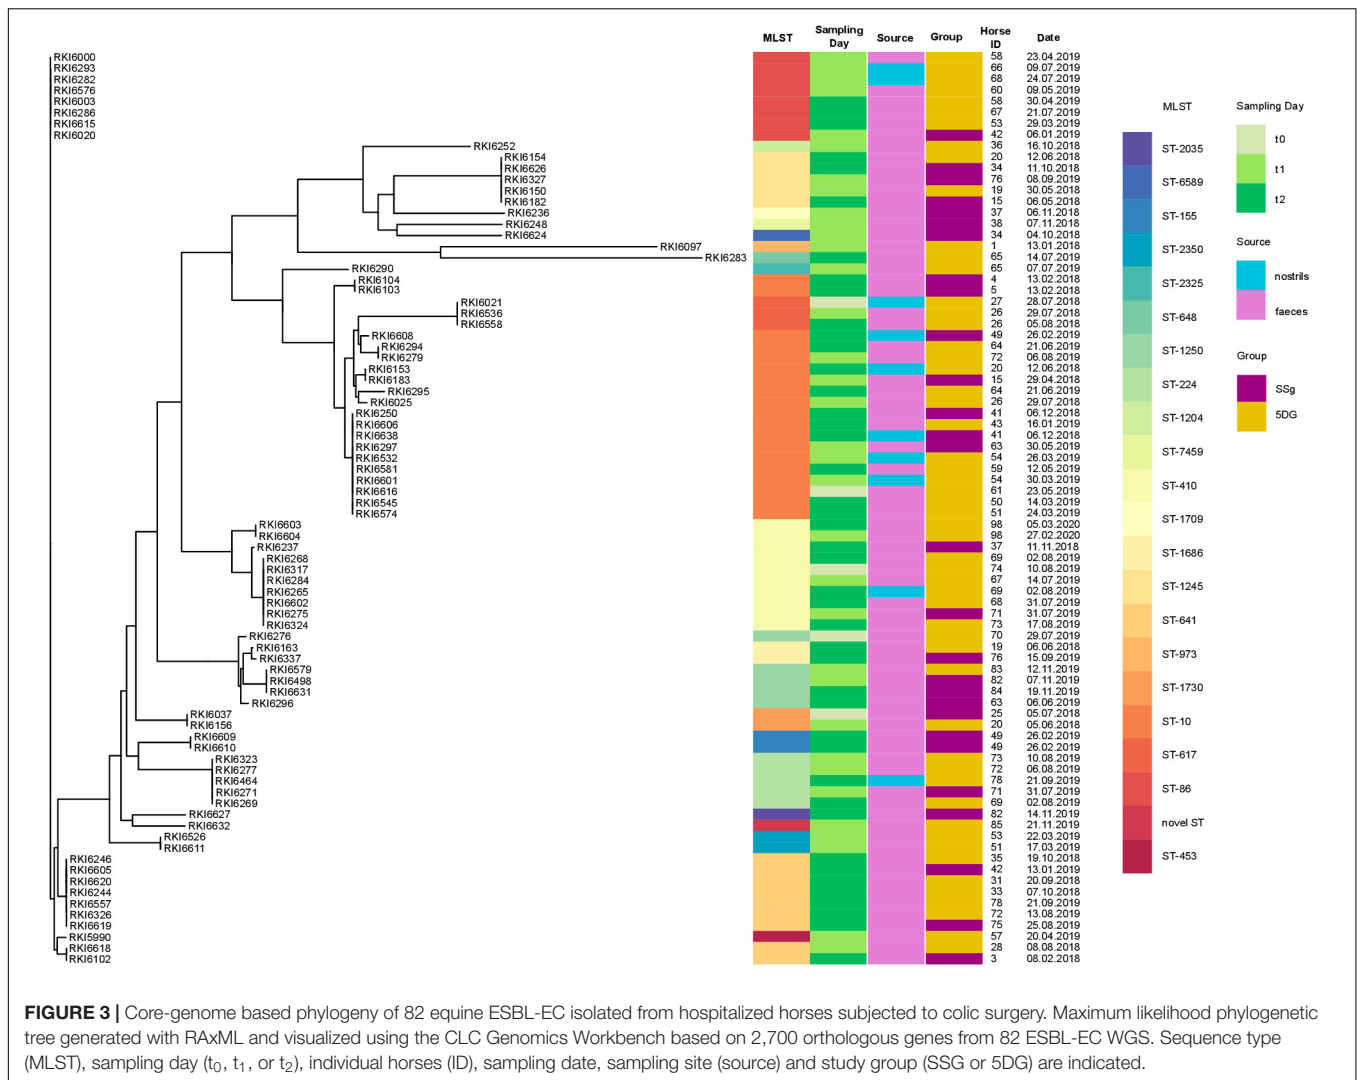 MLST Sampling Day Source Group Horse ID Date
RKI6000 58 23.04.2019
RKI6293 66 09.07.2019
RKI6282 68 24.07.2019
RKI6576 60 09.05.2019
RKI6003 58 30.04.2019
RKI6286 67 21.07.2019
RKI6615 53 29.03.2019
RKI6020 42 06.01.2019
RKI6252 36 16.10.2018
RKI6154 20 12.06.2018
RKI6626 34 11.10.2018
RKI6327 76 08.09.2019
RKI6150 19 30.05.2018
RKI6182 15 06.05.2018
RKI6236 37 06.11.2018
RKI6248 38 07.11.2018
RKI6624 34 04.10.2018
RKI6097 1 13.01.2018
RKI6283 65 14.07.2019
RKI6290 65 07.07.2019
RKI6104 4 13.02.2018
RKI6103 5 13.02.2018
RKI6021 27 28.07.2018
RKI6536 26 29.07.2018
RKI6558 26 05.08.2018
RKI6608 49 26.02.2019
RKI6294 64 21.06.2019
RKI6279 72 06.08.2019
RKI6153 20 12.06.2018
RKI6183 15 29.04.2018
RKI6295 64 21.06.2019
RKI6025 26 29.07.2018
RKI6250 41 06.12.2018
RKI6606 43 16.01.2019
RKI6638 41 06.12.2018
RKI6297 63 30.05.2019
RKI6532 54 26.03.2019
RKI6581 59 12.05.2019
RKI6601 54 30.03.2019
RKI6616 61 23.05.2019
RKI6545 50 14.03.2019
RKI6574 51 24.03.2019
RKI6603 98 05.03.2020
RKI6604 98 27.02.2020
RKI6237 37 11.11.2018
RKI6268 69 02.08.2019
RKI6317 74 10.08.2019
RKI6284 67 14.07.2019
RKI6265 69 02.08.2019
RKI6602 68 31.07.2019
RKI6275 71 31.07.2019
RKI6324 73 17.08.2019
RKI6276 70 29.07.2019
RKI6163 19 06.06.2018
RKI6337 76 15.09.2019
RKI6579 83 12.11.2019
RKI6498 82 07.11.2019
RKI6631 84 19.11.2019
RKI6296 63 06.06.2019
RKI6037 25 05.07.2018
RKI6156 20 05.06.2018
RKI6609 49 26.02.2019
RKI6610 49 26.02.2019
RKI6323 73 10.08.2019
RKI6277 72 06.08.2019
RKI6464 78 21.09.2019
RKI6271 71 31.07.2019
RKI6269 69 02.08.2019
RKI6627 82 14.11.2019
RKI6632 85 21.11.2019
RKI6526 53 22.03.2019
RKI6611 51 17.03.2019
RKI6246 35 19.10.2018
RKI6605 42 13.01.2019
RKI6620 31 20.09.2018
RKI6244 33 07.10.2018
RKI6557 78 21.09.2019
RKI6326 72 13.08.2019
RKI6619 75 25.08.2019
RKI5990 57 20.04.2019
RKI6618 28 08.08.2018
RKI6102 3 08.02.2018
MLST
ST-2035
ST-6589
ST-155
ST-2350
ST-2325
ST-648
ST-1250
ST-224
ST-1204
ST-7459
ST-410
ST-1709
ST-1686
ST-1245
ST-641
ST-973
ST-1730
ST-10
ST-617
ST-86
novel ST
ST-453
Sampling Day
t0
t1
t2
Source
nostrils
faeces
Group
SSg
5DG
FIGURE 3 | Core-genome based phylogeny of 82 equine ESBL-EC isolated from hospitalized horses subjected to colic surgery. Maximum likelihood phylogenetic
tree generated with RAxML and visualized using the CLC Genomics Workbench based on 2,700 orthologous genes from 82 ESBL-EC WGS. Sequence type
(MLST), sampling day (t0, t1, or t2), individual horses (ID), sampling date, sampling site (source) and study group (SSG or 5DG) are indicated.